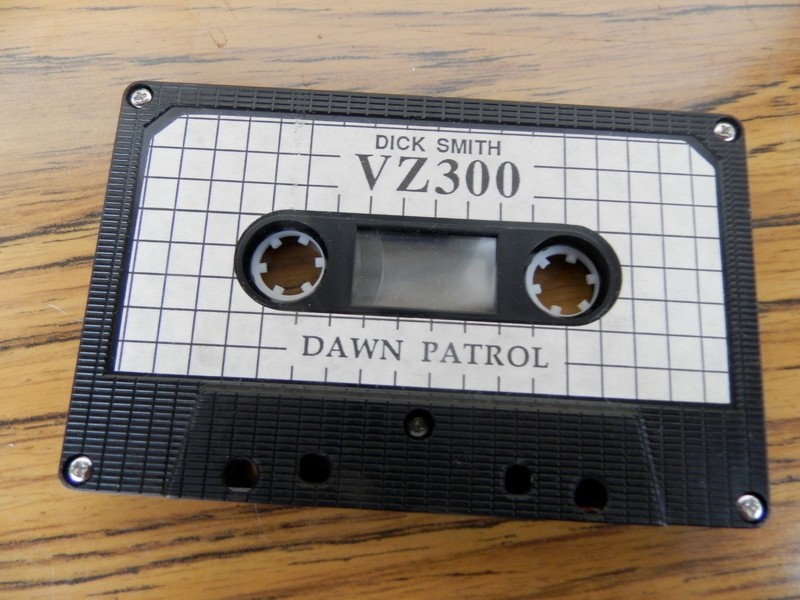 DICK SMITH
VZ300
DAWN PATROL